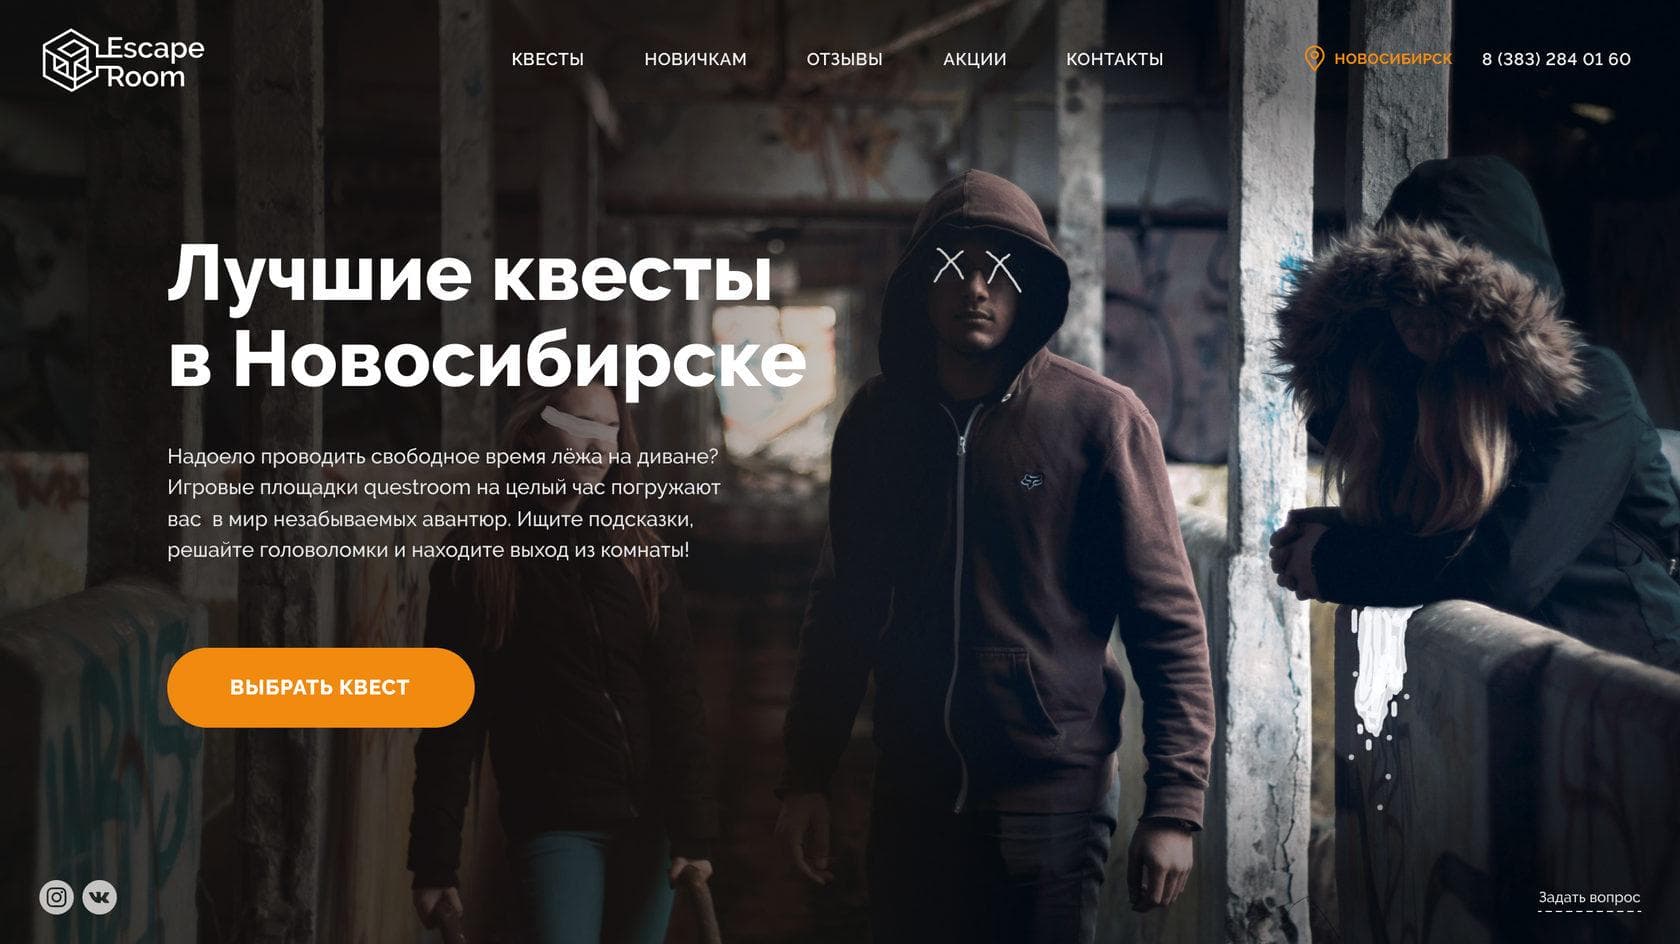 Escape
Room
КВЕСТЫ
НОВИЧКАМ
ОТЗЫВЫ
АКЦИИ
КОНТАКТЫ
НОВОСИБИРСК
8 (383) 284 01 60
Лучшие квесты
в Новосибирске
Надоело проводить свободное время лёжа на диване?
Игровые площадки questroom на целый час погружают
вас в мир незабываемых авантюр. Ищите подсказки,
решайте головоломки и находите выход из комнаты!
ВЫБРАТЬ КВЕСТ
Задать вопрос